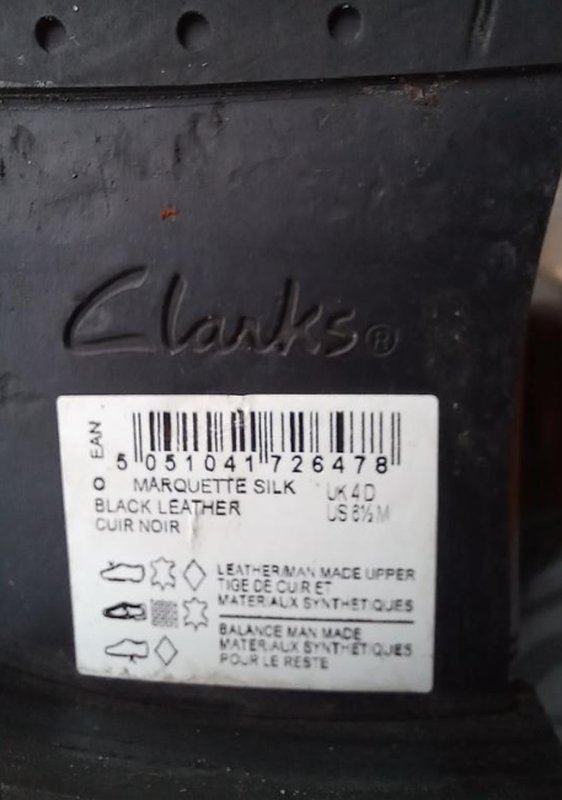 Clarks®
EAN
5 051041 726478
O MARQUETTE SILK UK 4 D
BLACK LEATHER US 6½ M
CUIR NOIR
LEATHER/MAN MADE UPPER
TIGE DE CUIR ET
MATERIAUX SYNTHETIQUES
BALANCE MAN MADE
MATERIAUX SYNTHETIQUES
POUR LE RESTE